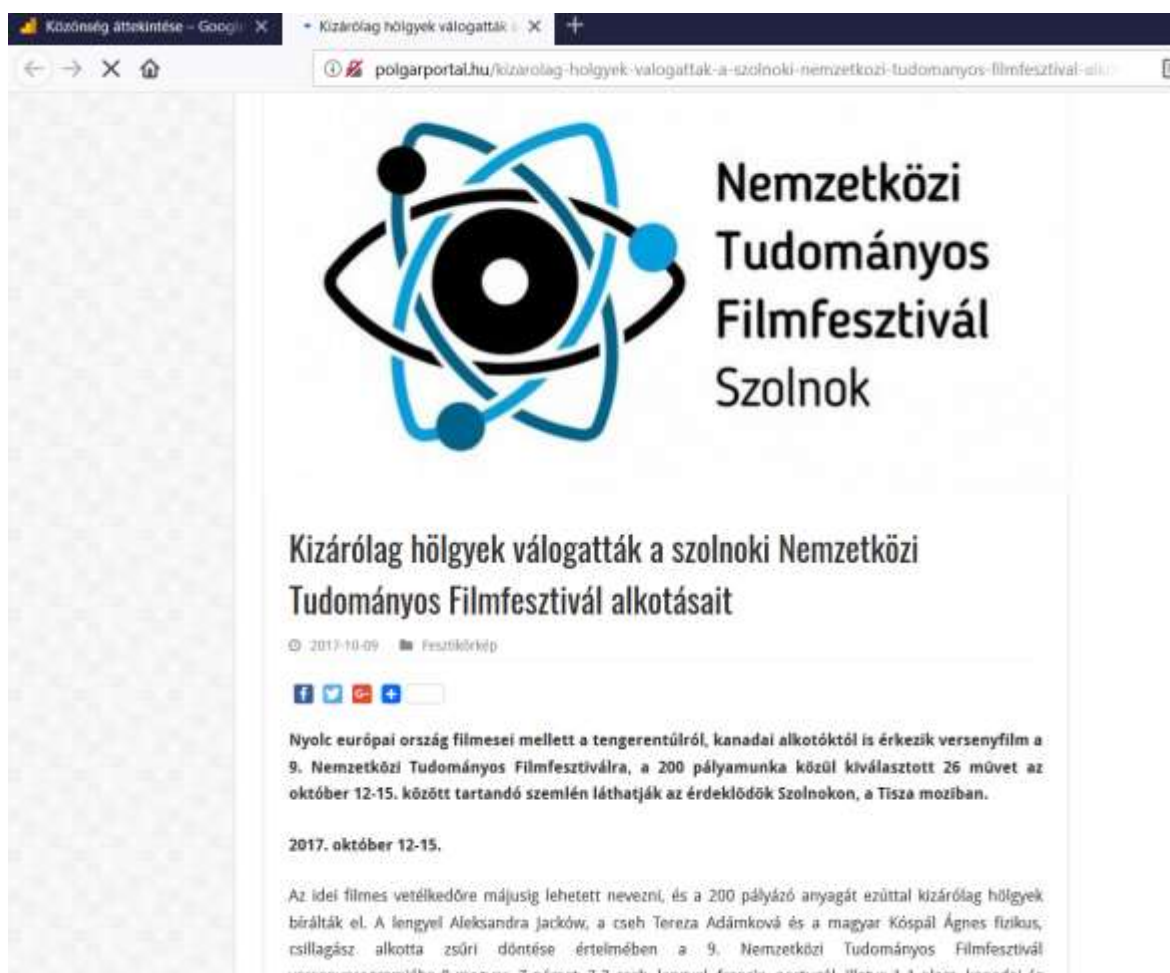 Közönség áttekintése – Googl
Kizárólag hölgyek válogatták
polgarportal.hu/kizarolag-holgyek-valogattak-a-szolnoki-nemzetkozi-tudomanyos-filmfesztival-alko
Nemzetközi
Tudományos
Filmfesztivál
Szolnok
Kizárólag hölgyek válogatták a szolnoki Nemzetközi
Tudományos Filmfesztivál alkotásait
2017-10-09 Fesztikörkép
Nyolc európai ország filmesei mellett a tengerentúlról, kanadai alkotóktól is érkezik versenyfilm a
9. Nemzetközi Tudományos Filmfesztiválra, a 200 pályamunka közül kiválasztott 26 művet az
október 12-15. között tartandó szemlén láthatják az érdeklődők Szolnokon, a Tisza moziban.
2017. október 12-15.
Az idei filmes vetélkedőre májusig lehetett nevezni, és a 200 pályázó anyagát ezúttal kizárólag hölgyek
bírálták el. A lengyel Aleksandra Jacków, a cseh Tereza Adámková és a magyar Kóspál Ágnes fizikus,
csillagász alkotta zsűri döntése értelmében a 9. Nemzetközi Tudományos Filmfesztivál